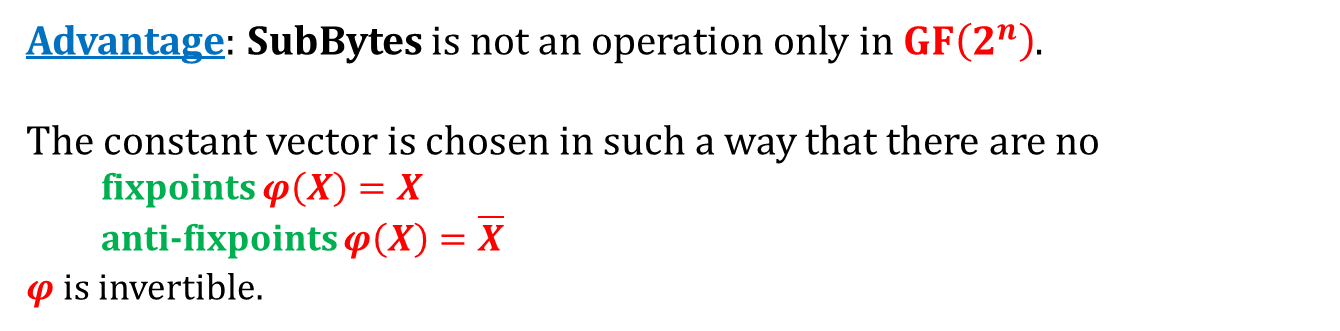 Advantage: SubBytes is not an operation only in GF(2ⁿ).
The constant vector is chosen in such a way that there are no
fixpoints φ(X) = X
anti-fixpoints φ(X) = X̅
φ is invertible.